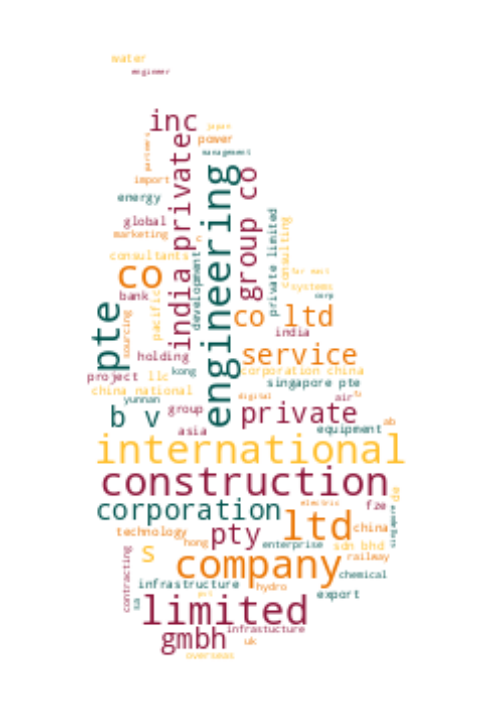 water
engineer
inc
japan
partners
power
management
import
india private
engineering
group co
energy
private limited
global
consulting
marketing
c
consultants
development
far east
co
systems
bank
pacific
corp
pte
sourcing
co ltd
india
holding
service
kong
corporation china
project
llc
singapore pte
china national
digital
air
yunnan
b v
group
private
equipment
ab
asia
international
construction
de
corporation
electric
fze
ltd
singapore
technology
pty
china
hong
enterprise
sdn bhd
s
railway
company
contracting
chemical
infrastructure
hydro
export
sa
limited
gmbh
infrastucture
uk
overseas